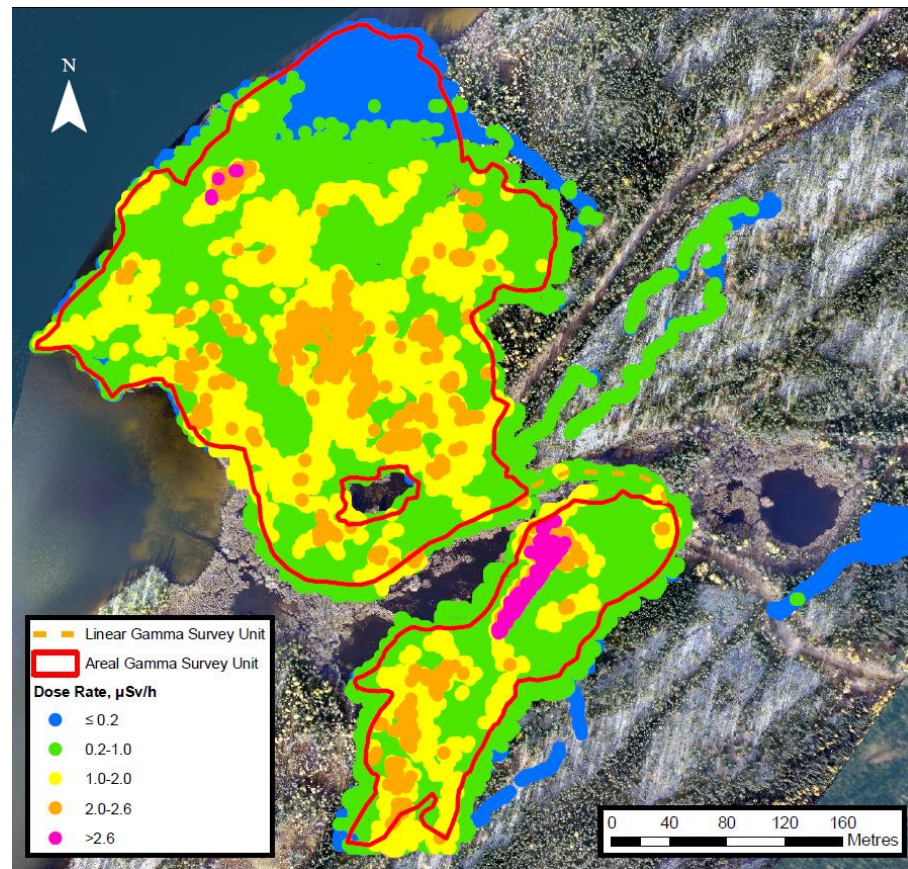 N
Linear Gamma Survey Unit
Areal Gamma Survey Unit
Dose Rate, µSv/h
≤ 0.2
0.2-1.0
1.0-2.0
2.0-2.6
>2.6
0 40 80 120 160
Metres